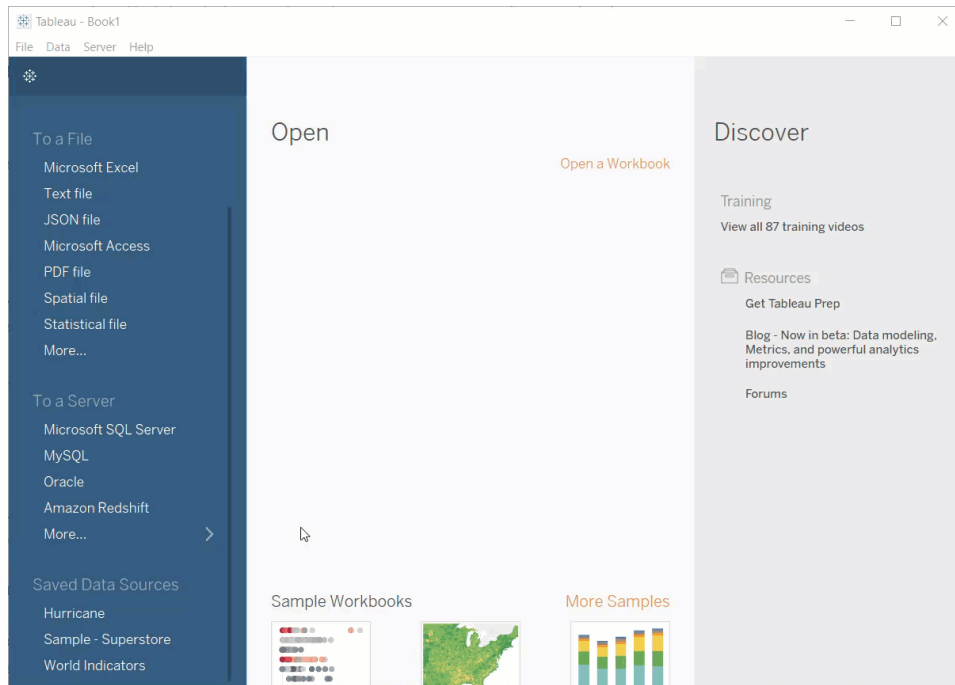 Tableau - Book1
File Data Server Help
To a File
Microsoft Excel
Text file
JSON file
Microsoft Access
PDF file
Spatial file
Statistical file
More...
To a Server
Microsoft SQL Server
MySQL
Oracle
Amazon Redshift
More...
Saved Data Sources
Hurricane
Sample - Superstore
World Indicators
Open
Open a Workbook
Sample Workbooks
More Samples
Discover
Training
View all 87 training videos
Resources
Get Tableau Prep
Blog - Now in beta: Data modeling,
Metrics, and powerful analytics
improvements
Forums